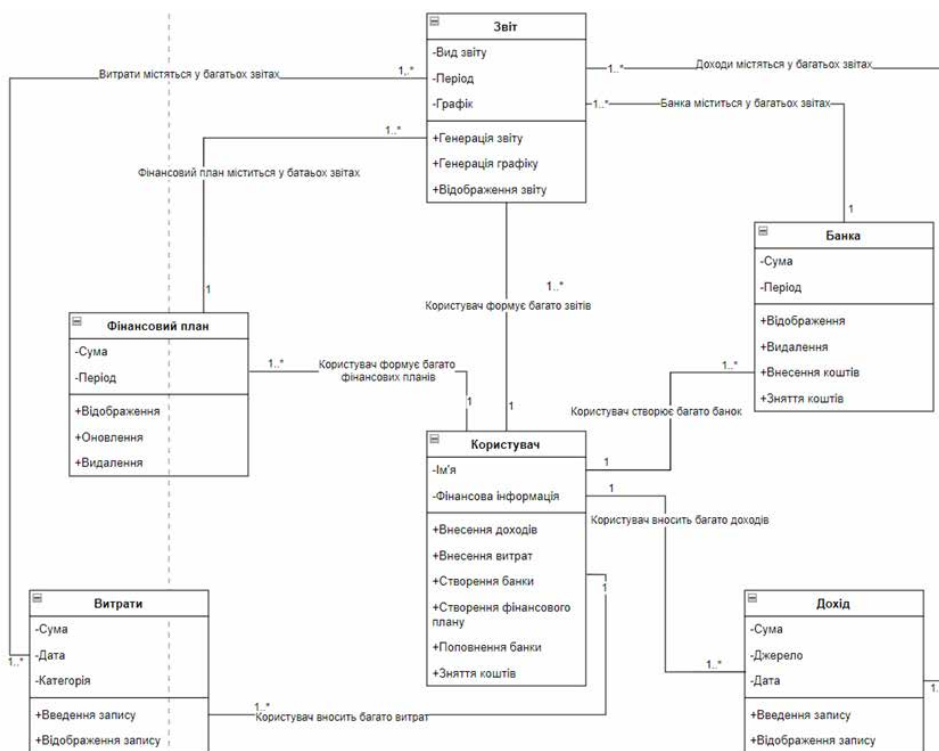 Звіт
-Вид звіту
-Період
-Графік
+Генерація звіту
+Генерація графіку
+Відображення звіту
Витрати містяться у багатьох звітах
1,.*
1..*
Доходи містяться у багатьох звітах
1..*
Банка міститься у багатьох звітах
1..*
Фінансовий план міститься у батаьох звітах
1
1
Банка
-Сума
-Період
+Відображення
+Видалення
+Внесення коштів
+Зняття коштів
1..*
Користувач формує багато звітів
1
Фінансовий план
-Сума
-Період
+Відображення
+Оновлення
+Видалення
1..*
Користувач формує багато
фінансових планів
1
1..*
Користувач створює багато банок
1
Користувач
-Ім'я
-Фінансова інформація
+Внесення доходів
+Внесення витрат
+Створення банки
+Створення фінансового
плану
+Поповнення банки
+Зняття коштів
1
Користувач вносить багато доходів
1..*
1
Витрати
-Сума
-Дата
-Категорія
+Введення запису
+Відображення запису
1..*
1..*
Користувач вносить багато витрат
Дохід
-Сума
-Джерело
-Дата
+Введення запису
+Відображення запису
1..*